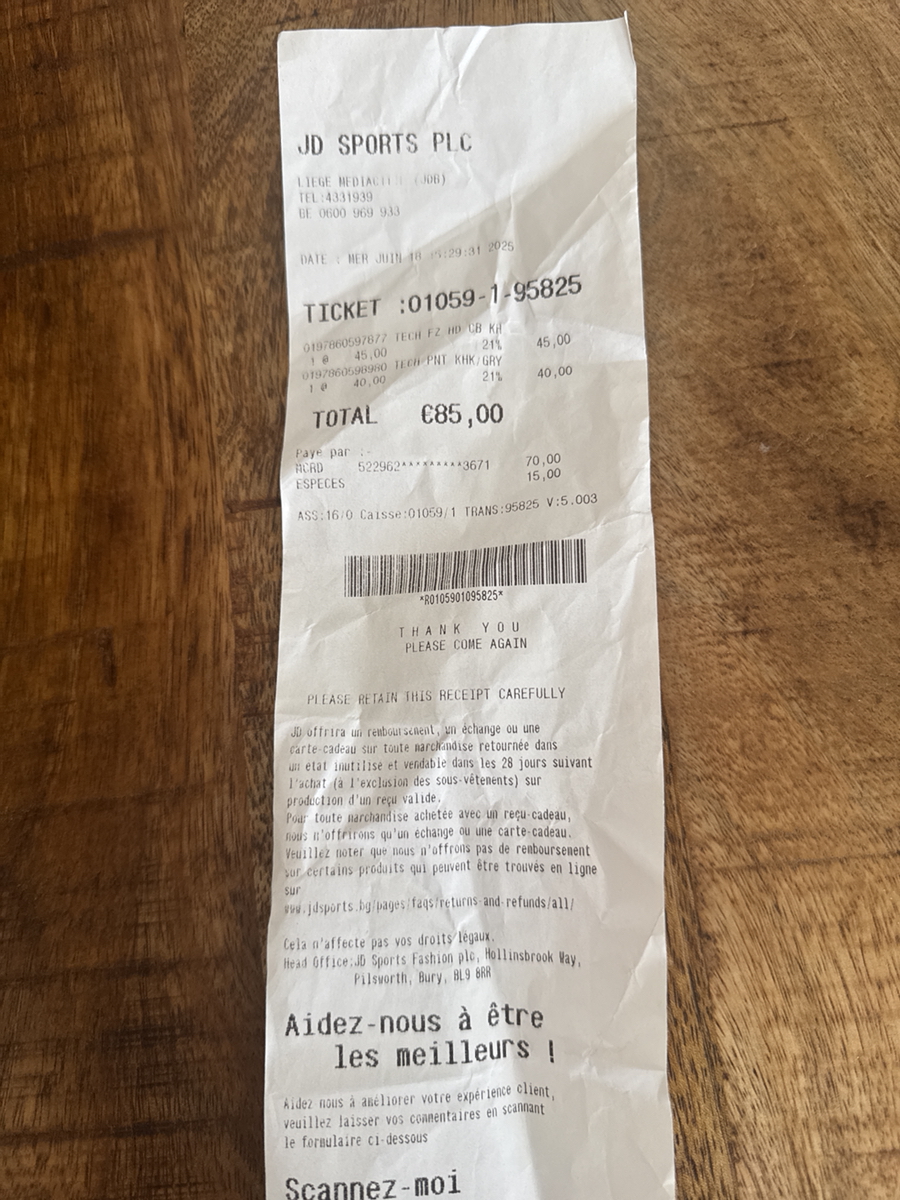 JD SPORTS PLC
LIEGE (JDB)
TEL:4331939
BE 0600 969 933
DATE : MER JUIN 18 :29:31 2025
TICKET :01059-1-95825
0197860597877 TECH FZ HD CB KH
1 @ 45,00 21% 45,00
0197860598980 TECH PNT KHK/GRY
1 @ 40,00 21% 40,00
TOTAL €85,00
Payé par :-
MCRD 522962*********3671 70,00
ESPECES 15,00
ASS:16/0 Caisse:01059/1 TRANS:95825 V:5.003
*R0105901095825*
THANK YOU
PLEASE COME AGAIN
PLEASE RETAIN THIS RECEIPT CAREFULLY
JD offrira un remboursement, un échange ou une
carte-cadeau sur toute marchandise retournée dans
un état inutilisé et vendable dans les 28 jours suivant
l'achat (à l'exclusion des sous-vêtements) sur
production d'un reçu valide.
Pour toute marchandise achetée avec un reçu-cadeau,
nous n'offrirons qu'un échange ou une carte-cadeau.
Veuillez noter que nous n'offrons pas de remboursement
sur certains produits qui peuvent être trouvés en ligne
sur
www.jdsports.bg/pages/faqs/returns-and-refunds/all/
Cela n'affecte pas vos droits légaux.
Head Office:JD Sports Fashion plc, Hollinsbrook Way,
Pilsworth, Bury, BL9 8RR
Aidez-nous à être
les meilleurs !
Aidez nous à améliorer votre expérience client,
veuillez laisser vos commentaires en scannant
le formulaire ci-dessous
Scannez-moi